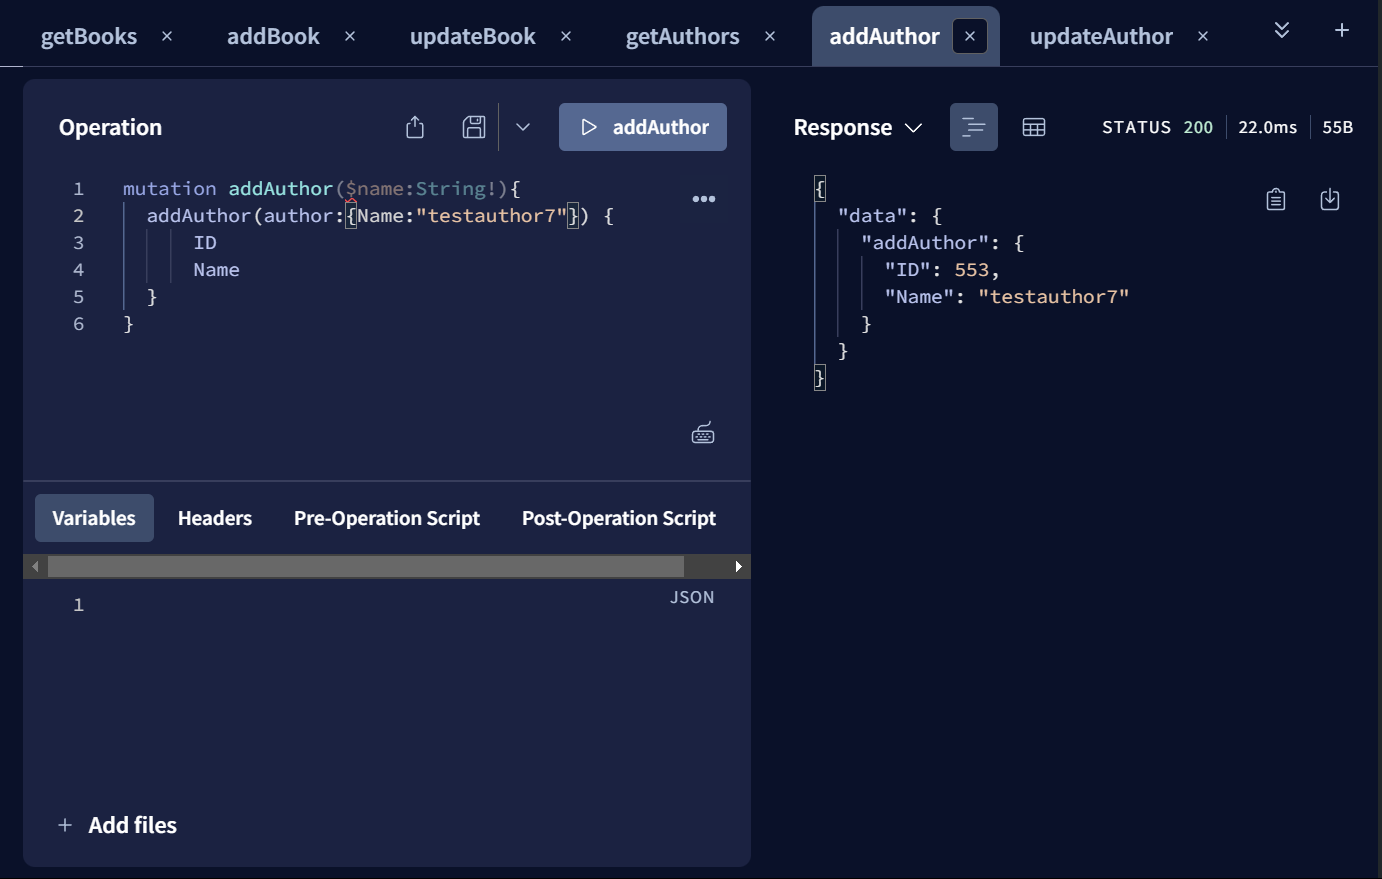 getBooks × addBook × updateBook × getAuthors × addAuthor × updateAuthor × +
Operation
addAuthor
1 mutation addAuthor($name:String!){
2 addAuthor(author:{Name:"testauthor7"}) {
3 ID
4 Name
5 }
6 }
Variables Headers Pre-Operation Script Post-Operation Script
JSON
1
+ Add files
Response STATUS 200 22.0ms 55B
{
"data": {
"addAuthor": {
"ID": 553,
"Name": "testauthor7"
}
}
}